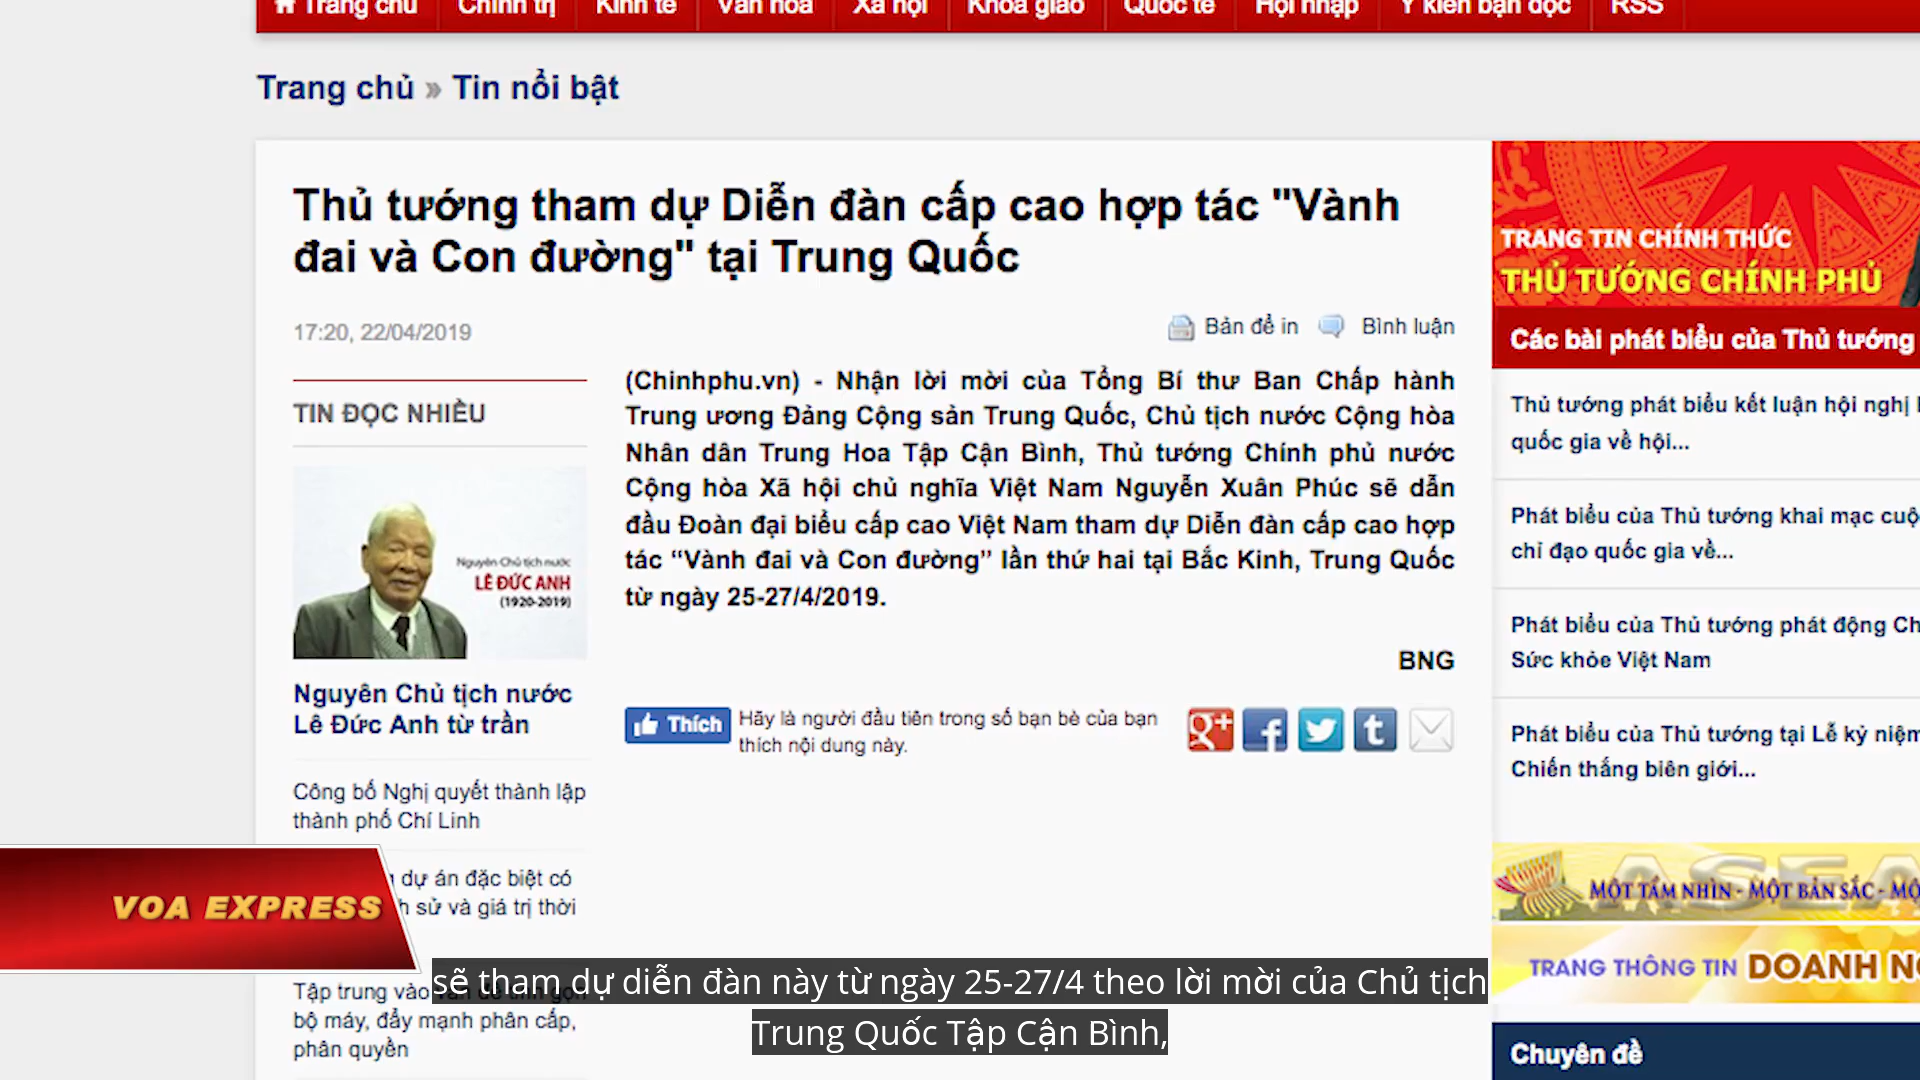 Trang chủ
Chính trị
Kinh tế
Văn hóa
Xã hội
Khoa giáo
Quốc tế
Hội nhập
Ý kiến bạn đọc
RSS
Trang chủ » Tin nổi bật
Thủ tướng tham dự Diễn đàn cấp cao hợp tác "Vành
đai và Con đường" tại Trung Quốc
17:20, 22/04/2019
Bản để in
Bình luận
(Chinhphu.vn) - Nhận lời mời của Tổng Bí thư Ban Chấp hành
Trung ương Đảng Cộng sản Trung Quốc, Chủ tịch nước Cộng hòa
Nhân dân Trung Hoa Tập Cận Bình, Thủ tướng Chính phủ nước
Cộng hòa Xã hội chủ nghĩa Việt Nam Nguyễn Xuân Phúc sẽ dẫn
đầu Đoàn đại biểu cấp cao Việt Nam tham dự Diễn đàn cấp cao hợp
tác “Vành đai và Con đường” lần thứ hai tại Bắc Kinh, Trung Quốc
từ ngày 25-27/4/2019.
BNG
Thích
Hãy là người đầu tiên trong số bạn bè của bạn
thích nội dung này.
TIN ĐỌC NHIỀU
Nguyên Chủ tịch nước
LÊ ĐỨC ANH
(1920-2019)
Nguyên Chủ tịch nước
Lê Đức Anh từ trần
Công bố Nghị quyết thành lập
thành phố Chí Linh
dự án đặc biệt có
sử và giá trị thời
Tập trung vào vấn đề tinh gọn
bộ máy, đẩy mạnh phân cấp,
phân quyền
TRANG TIN CHÍNH THỨC
THỦ TƯỚNG CHÍNH PHỦ
Các bài phát biểu của Thủ tướng
Thủ tướng phát biểu kết luận hội nghị
quốc gia về hội...
Phát biểu của Thủ tướng khai mạc cuộ
chỉ đạo quốc gia về...
Phát biểu của Thủ tướng phát động Ch
Sức khỏe Việt Nam
Phát biểu của Thủ tướng tại Lễ kỷ niệm
Chiến thắng biên giới...
ASEA
MỘT TẦM NHÌN - MỘT BẢN SẮC - MỘ
TRANG THÔNG TIN DOANH N
Chuyên đề
VOA EXPRESS
sẽ tham dự diễn đàn này từ ngày 25-27/4 theo lời mời của Chủ tịch
Trung Quốc Tập Cận Bình,